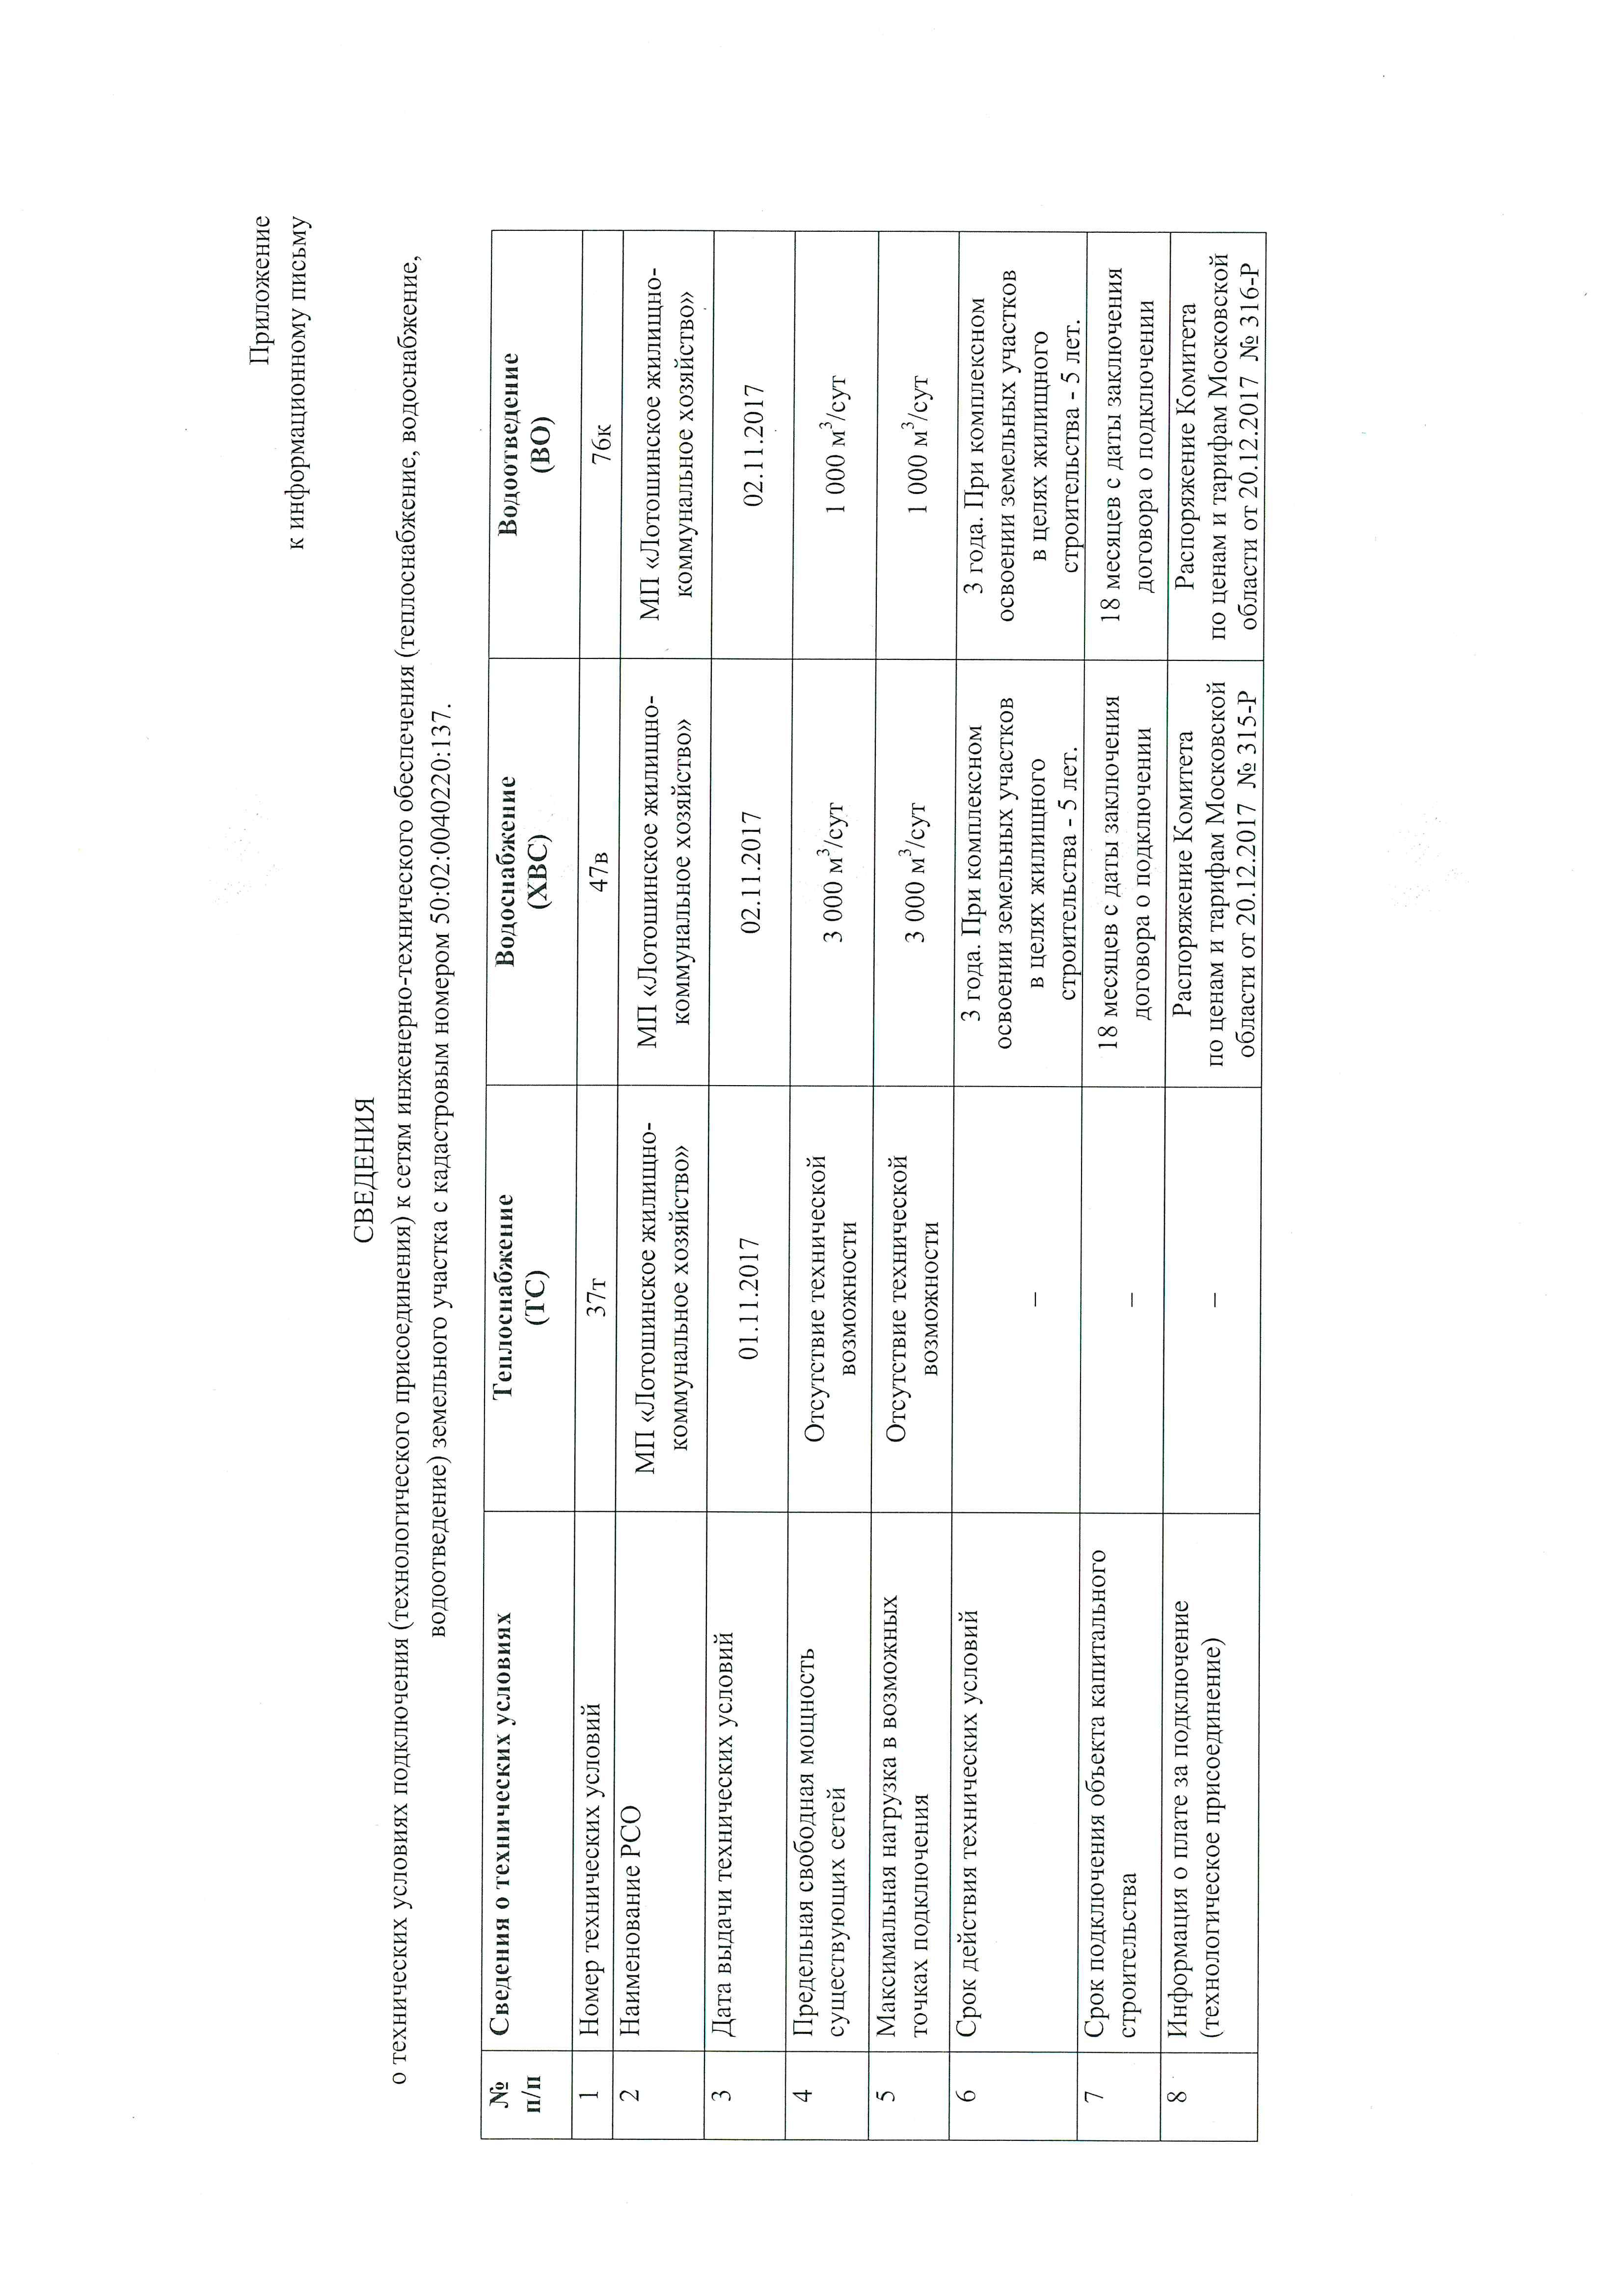 Приложение
к информационному письму
СВЕДЕНИЯ
о технических условиях подключения (технологического присоединения) к сетям инженерно-технического обеспечения (теплоснабжение, водоснабжение,
водоотведение) земельного участка с кадастровым номером 50:02:0040220:137.
№
п/п
Сведения о технических условиях
Теплоснабжение
(ТС)
Водоснабжение
(ХВС)
Водоотведение
(ВО)
1
Номер технических условий
37т
47в
76к
2
Наименование РСО
МП «Лотошинское жилищно-
коммунальное хозяйство»
МП «Лотошинское жилищно-
коммунальное хозяйство»
МП «Лотошинское жилищно-
коммунальное хозяйство»
3
Дата выдачи технических условий
01.11.2017
02.11.2017
02.11.2017
4
Предельная свободная мощность
существующих сетей
Отсутствие технической
возможности
3 000 м³/сут
1 000 м³/сут
5
Максимальная нагрузка в возможных
точках подключения
Отсутствие технической
возможности
3 000 м³/сут
1 000 м³/сут
6
Срок действия технических условий
–
3 года. При комплексном
освоении земельных участков
в целях жилищного
строительства - 5 лет.
3 года. При комплексном
освоении земельных участков
в целях жилищного
строительства - 5 лет.
7
Срок подключения объекта капитального
строительства
–
18 месяцев с даты заключения
договора о подключении
18 месяцев с даты заключения
договора о подключении
8
Информация о плате за подключение
(технологическое присоединение)
–
Распоряжение Комитета
по ценам и тарифам Московской
области от 20.12.2017 № 315-Р
Распоряжение Комитета
по ценам и тарифам Московской
области от 20.12.2017 № 316-Р